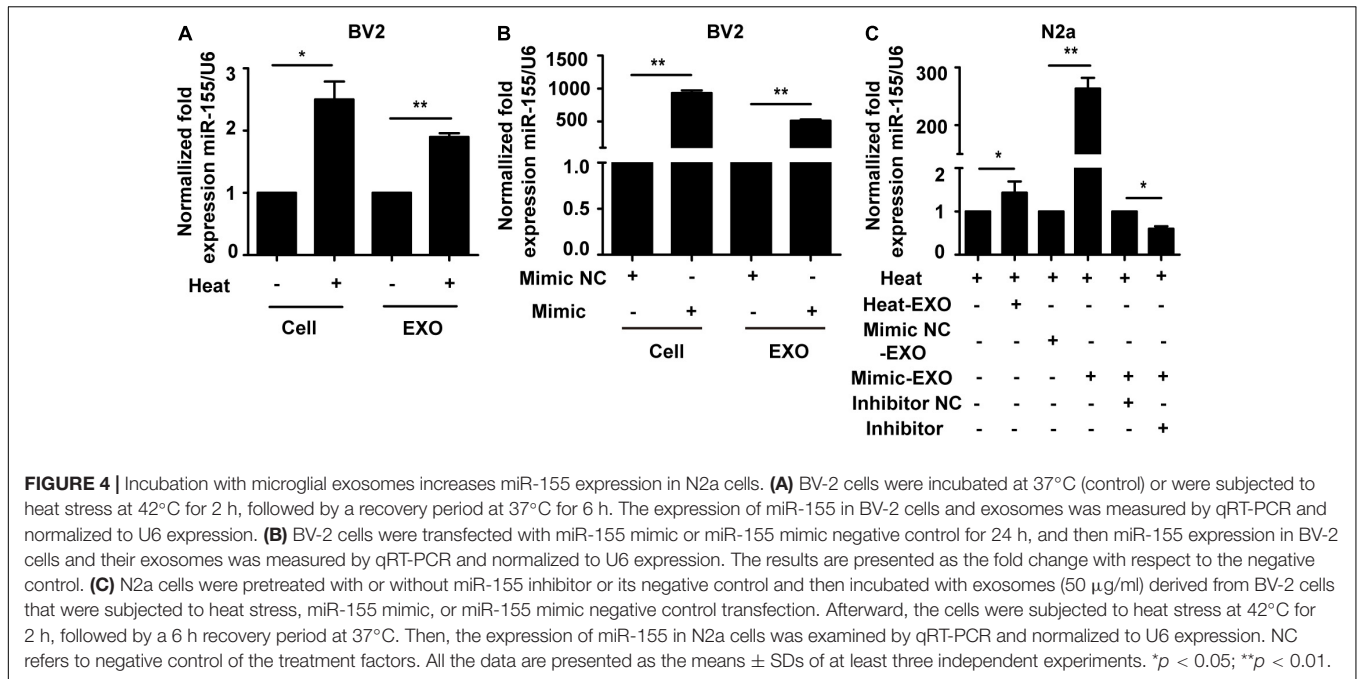 A
BV2
Normallized fold
expression miR-155/U6
3
2
1
0
*
**
Heat
- + - +
Cell
EXO
B
BV2
Normallized fold
expression miR-155/U6
1500
1000
500
1.0
0.5
0.0
**
**
Mimic NC
+ - + -
Mimic
- + - +
Cell
EXO
C
N2a
Normallized fold
expression miR-155/U6
300
200
2
1
0
*
**
*
Heat
+ + + + + +
Heat-EXO
- + - - - -
Mimic NC
-EXO
- - + - - -
Mimic-EXO
- - - + + +
Inhibitor NC
- - - - + -
Inhibitor
- - - - - +
FIGURE 4 | Incubation with microglial exosomes increases miR-155 expression in N2a cells. (A) BV-2 cells were incubated at 37°C (control) or were subjected to
heat stress at 42°C for 2 h, followed by a recovery period at 37°C for 6 h. The expression of miR-155 in BV-2 cells and exosomes was measured by qRT-PCR and
normalized to U6 expression. (B) BV-2 cells were transfected with miR-155 mimic or miR-155 mimic negative control for 24 h, and then miR-155 expression in BV-2
cells and their exosomes was measured by qRT-PCR and normalized to U6 expression. The results are presented as the fold change with respect to the negative
control. (C) N2a cells were pretreated with or without miR-155 inhibitor or its negative control and then incubated with exosomes (50 μg/ml) derived from BV-2 cells
that were subjected to heat stress, miR-155 mimic, or miR-155 mimic negative control transfection. Afterward, the cells were subjected to heat stress at 42°C for
2 h, followed by a 6 h recovery period at 37°C. Then, the expression of miR-155 in N2a cells was examined by qRT-PCR and normalized to U6 expression. NC
refers to negative control of the treatment factors. All the data are presented as the means ± SDs of at least three independent experiments. *p < 0.05; **p < 0.01.